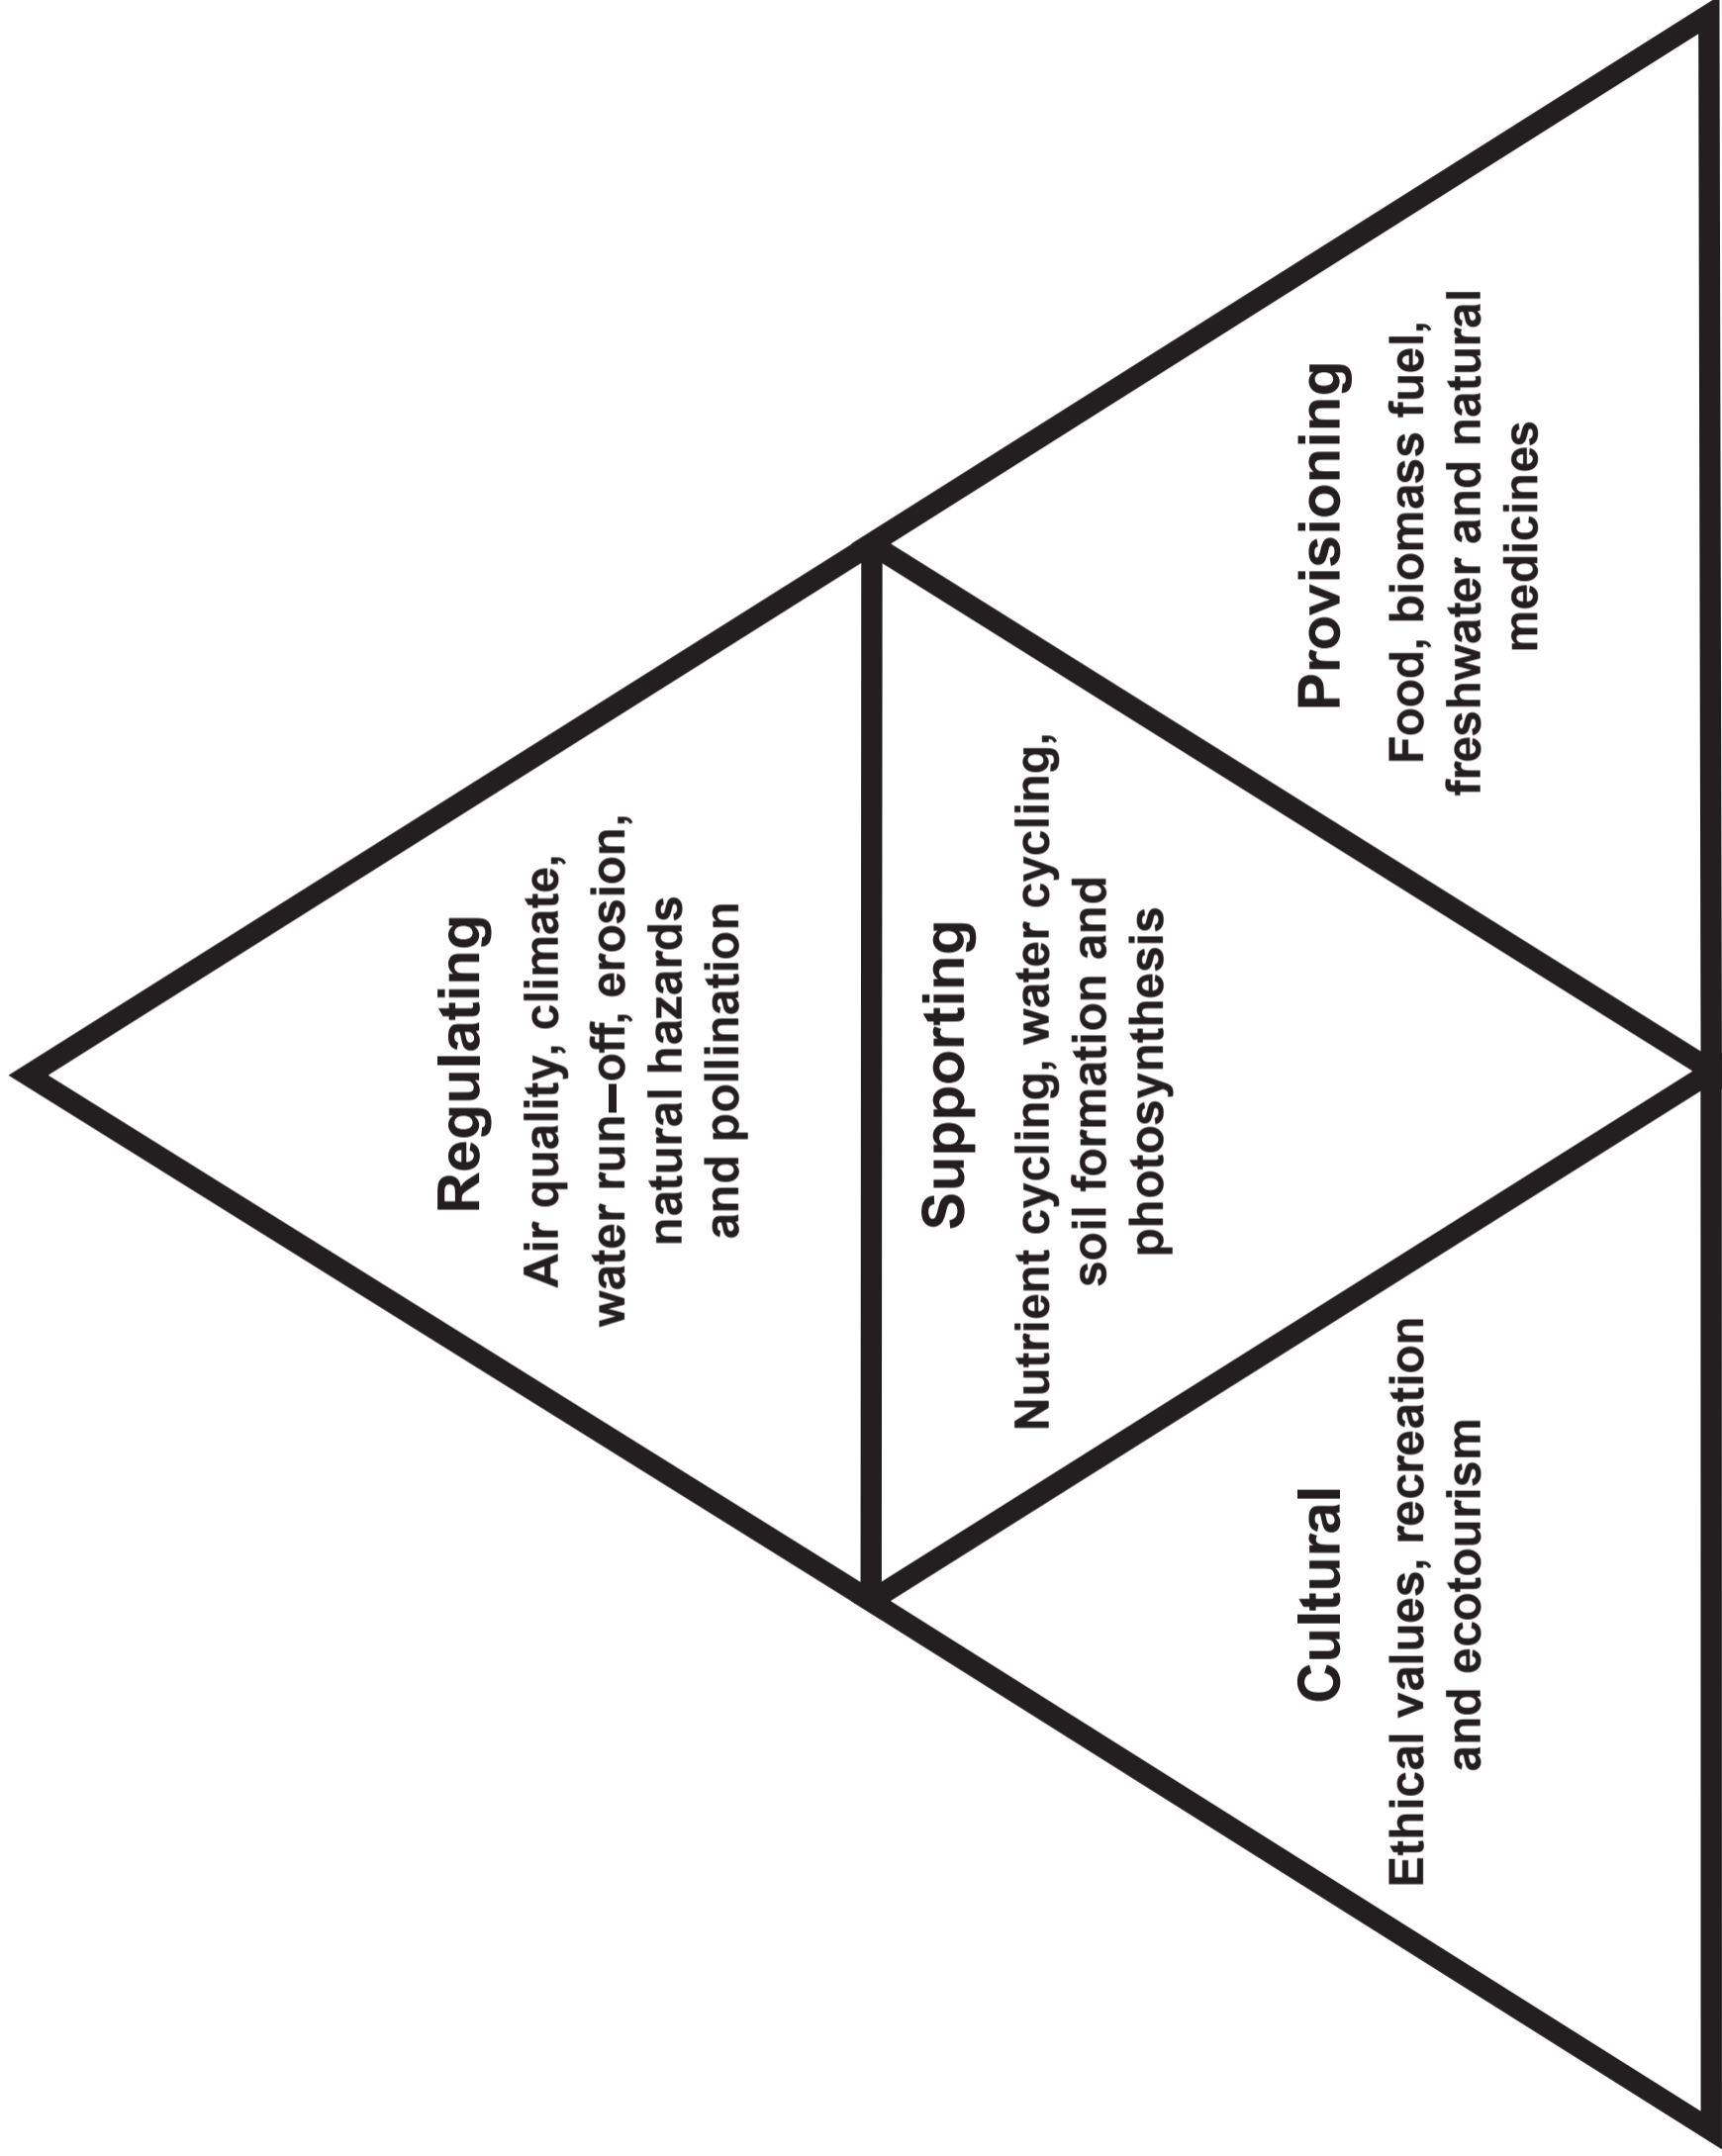 Regulating
Air quality, climate,
water run–off, erosion,
natural hazards
and pollination
Supporting
Nutrient cycling, water cycling,
soil formation and
photosynthesis
Cultural
Ethical values, recreation
and ecotourism
Provisioning
Food, biomass fuel,
freshwater and natural
medicines